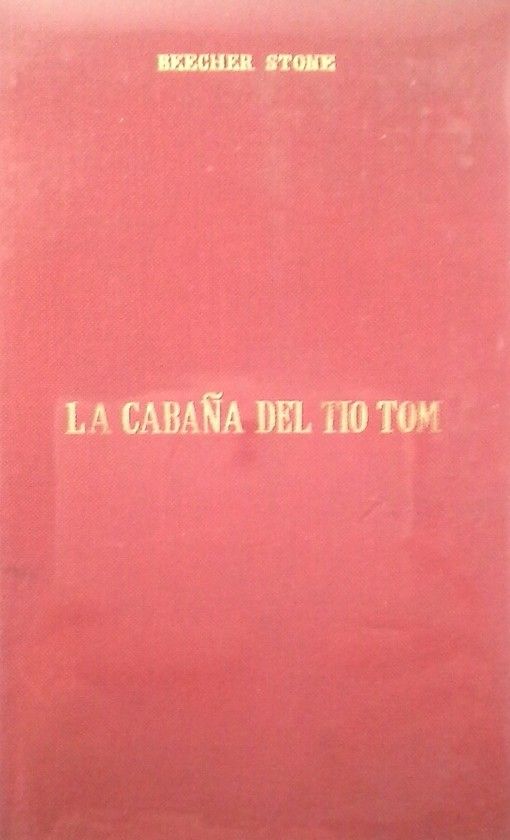 BEECHER STONE
LA CABAÑA DEL TIO TOM